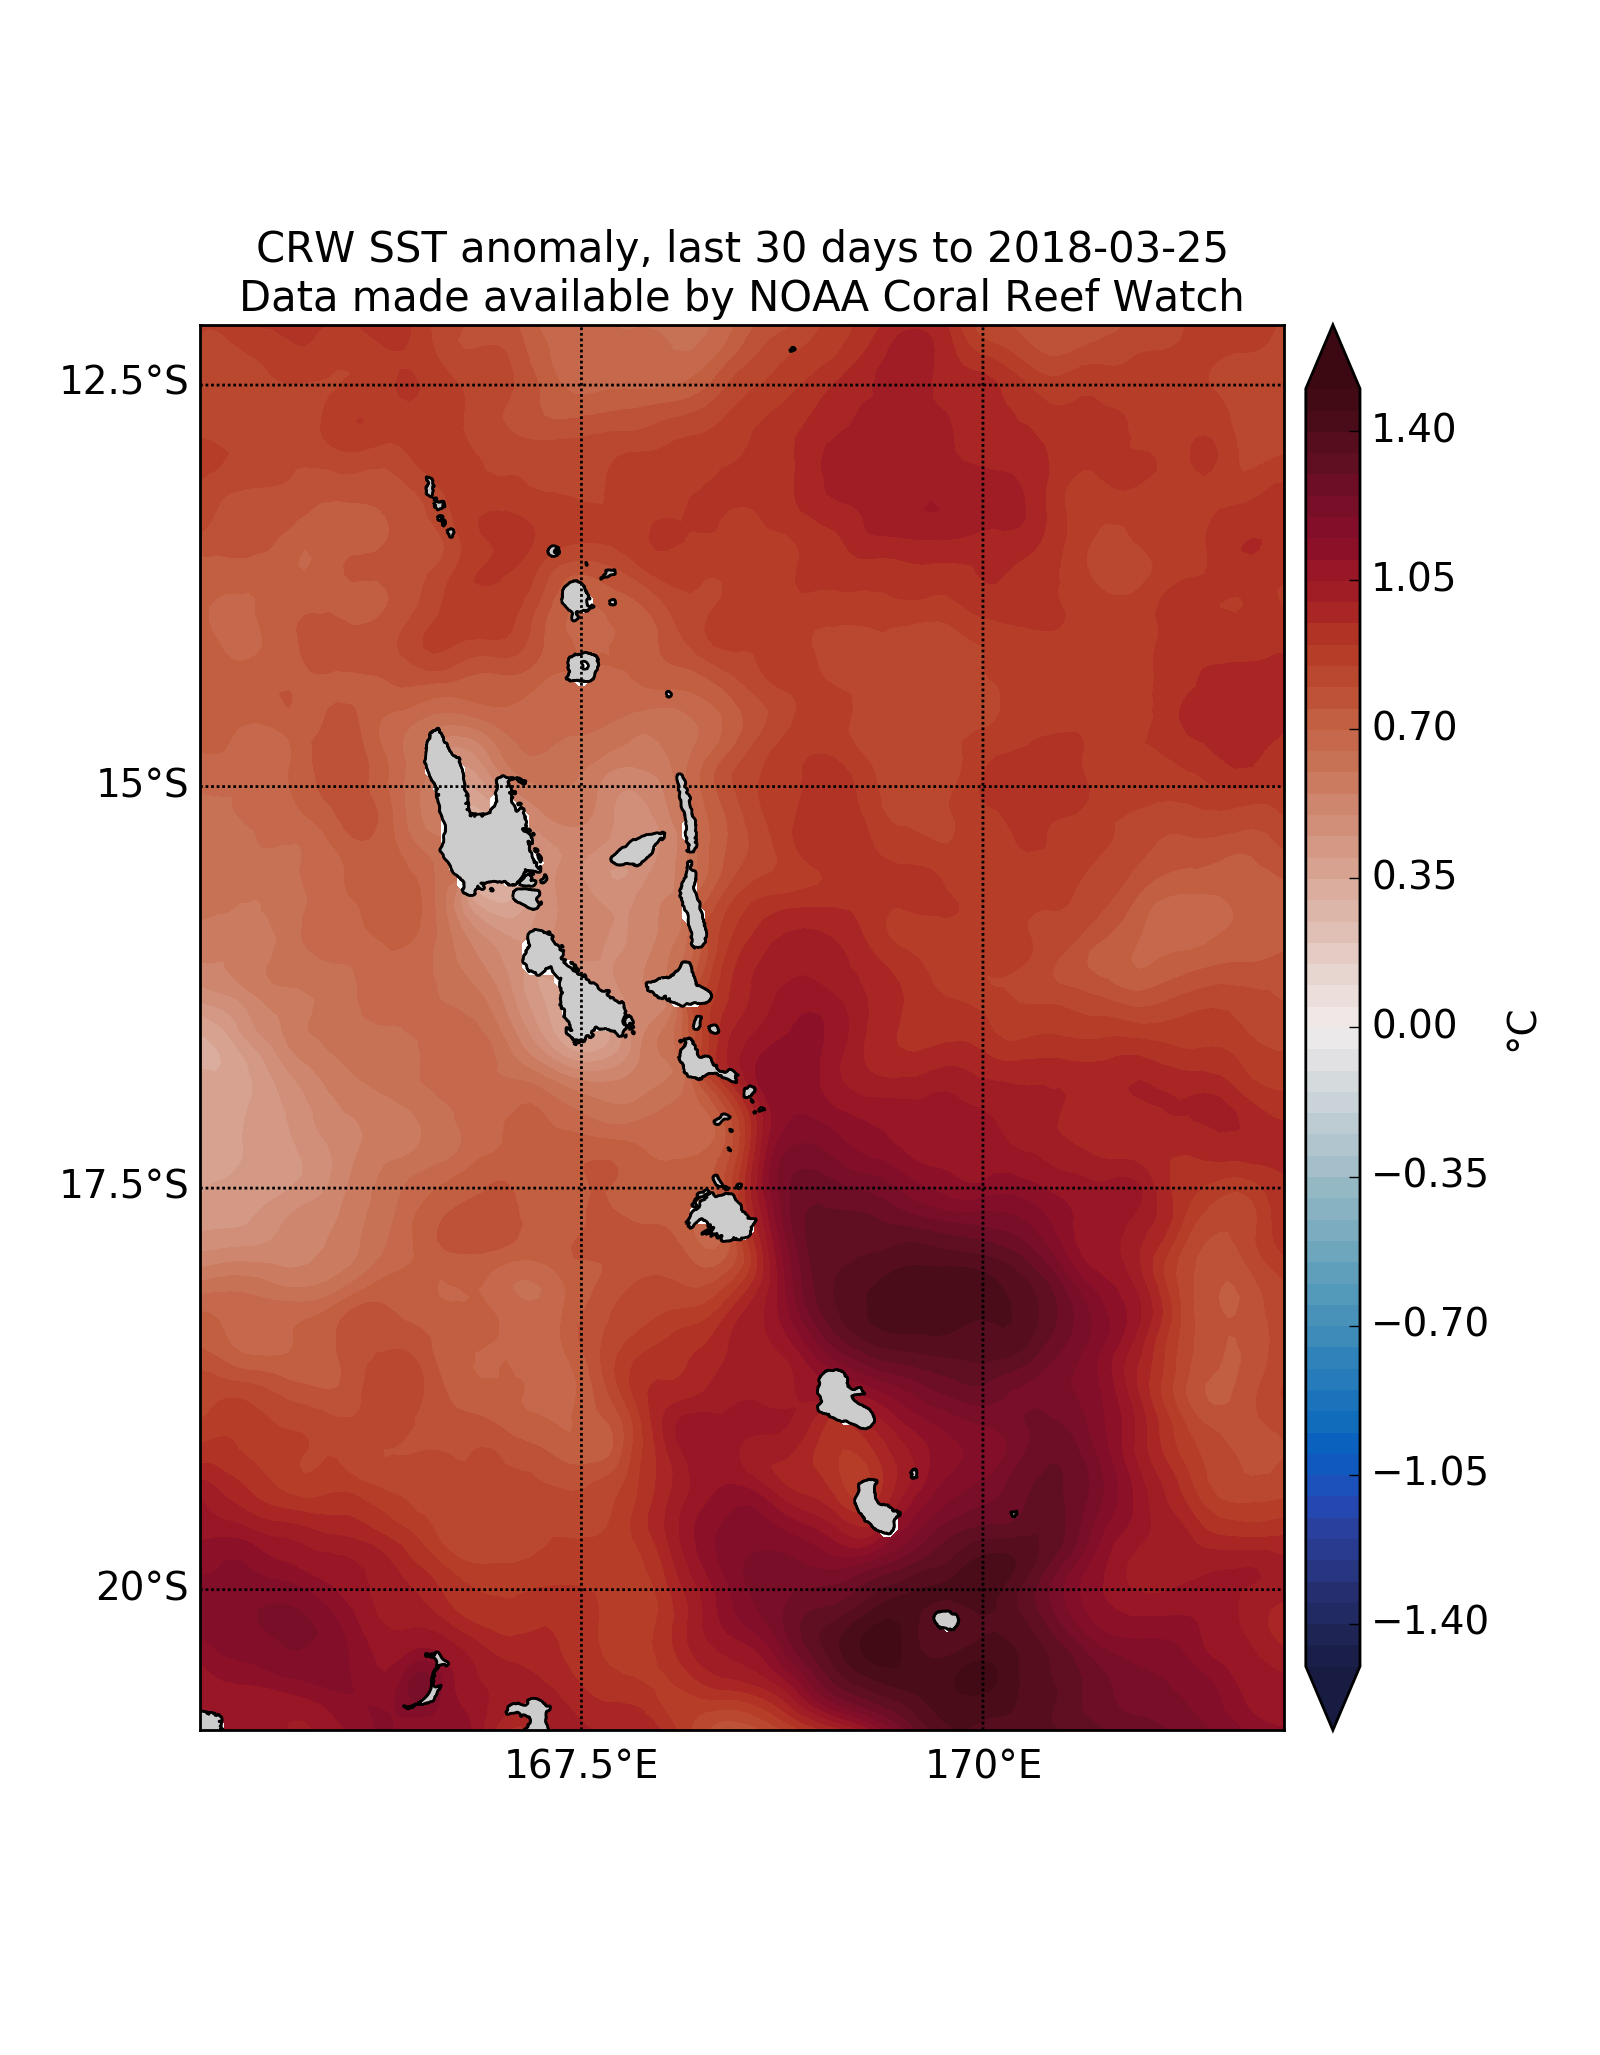 CRW SST anomaly, last 30 days to 2018-03-25
Data made available by NOAA Coral Reef Watch
12.5°S
15°S
17.5°S
20°S
167.5°E
170°E
1.40
1.05
0.70
0.35
0.00
−0.35
−0.70
−1.05
−1.40
°C